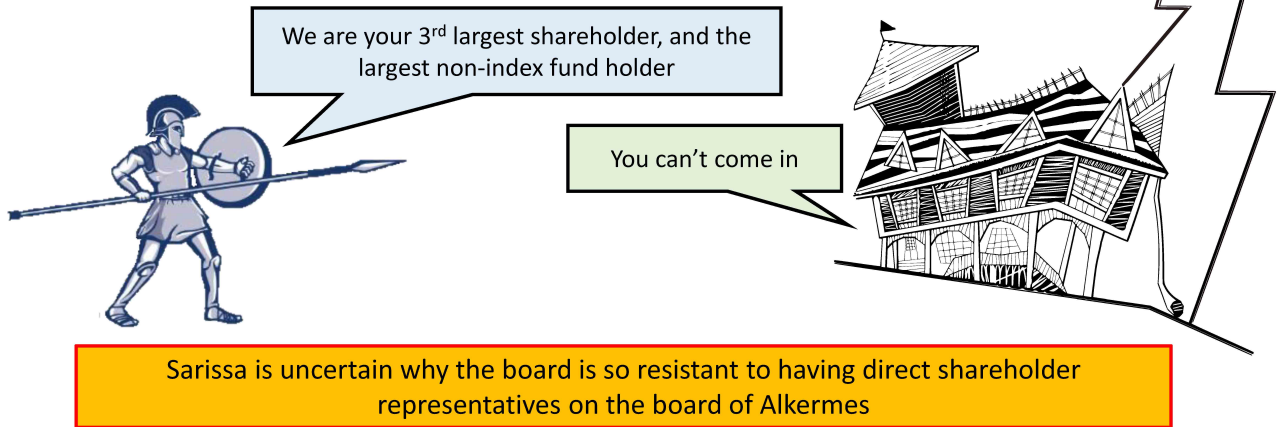 We are your 3rd largest shareholder, and the
largest non-index fund holder
You can’t come in
Sarissa is uncertain why the board is so resistant to having direct shareholder
representatives on the board of Alkermes